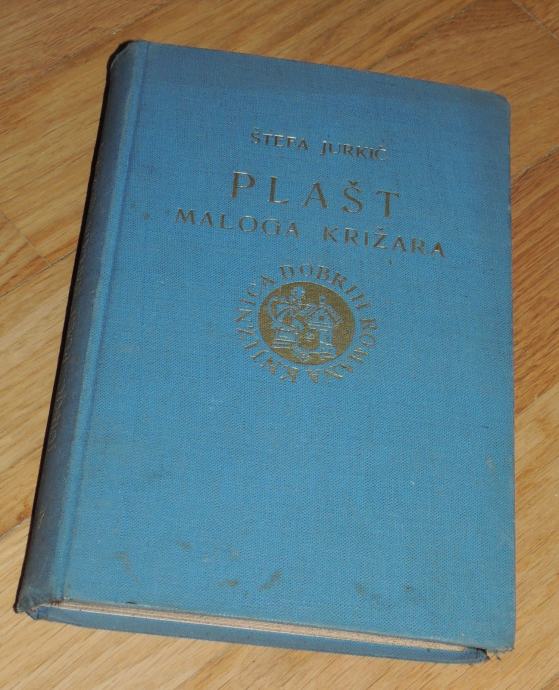 ŠTEFA JURKIĆ
PLAŠT
MALOGA KRIŽARA
KNJIŽNICA DOBRIH ROMANA